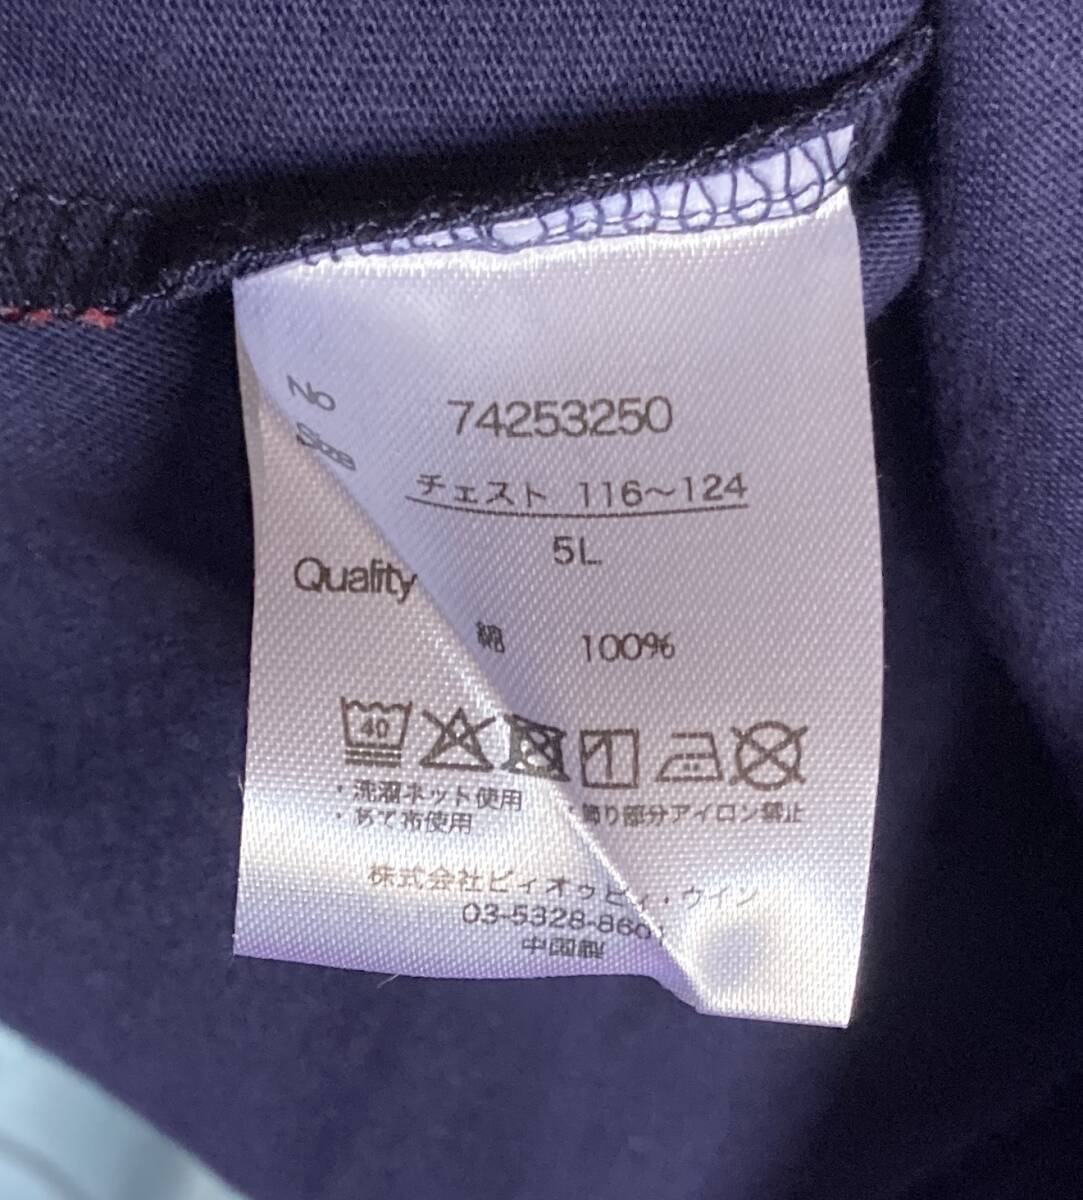 No 74253250
Size
チェスト 116～124
5L
Quality
綿 100%
40
・洗濯ネット使用 ・飾り部分アイロン禁止
・あて布使用
株式会社ビィオゥビィ・ウイン
中国製